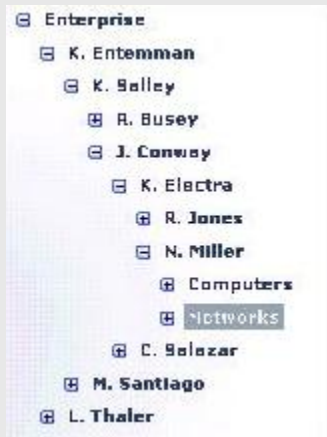 Enterprise
K. Entemman
K. Salley
R. Busey
J. Conway
K. Electra
R. Jones
N. Miller
Computers
Networks
C. Salazar
M. Santiago
L. Thaler